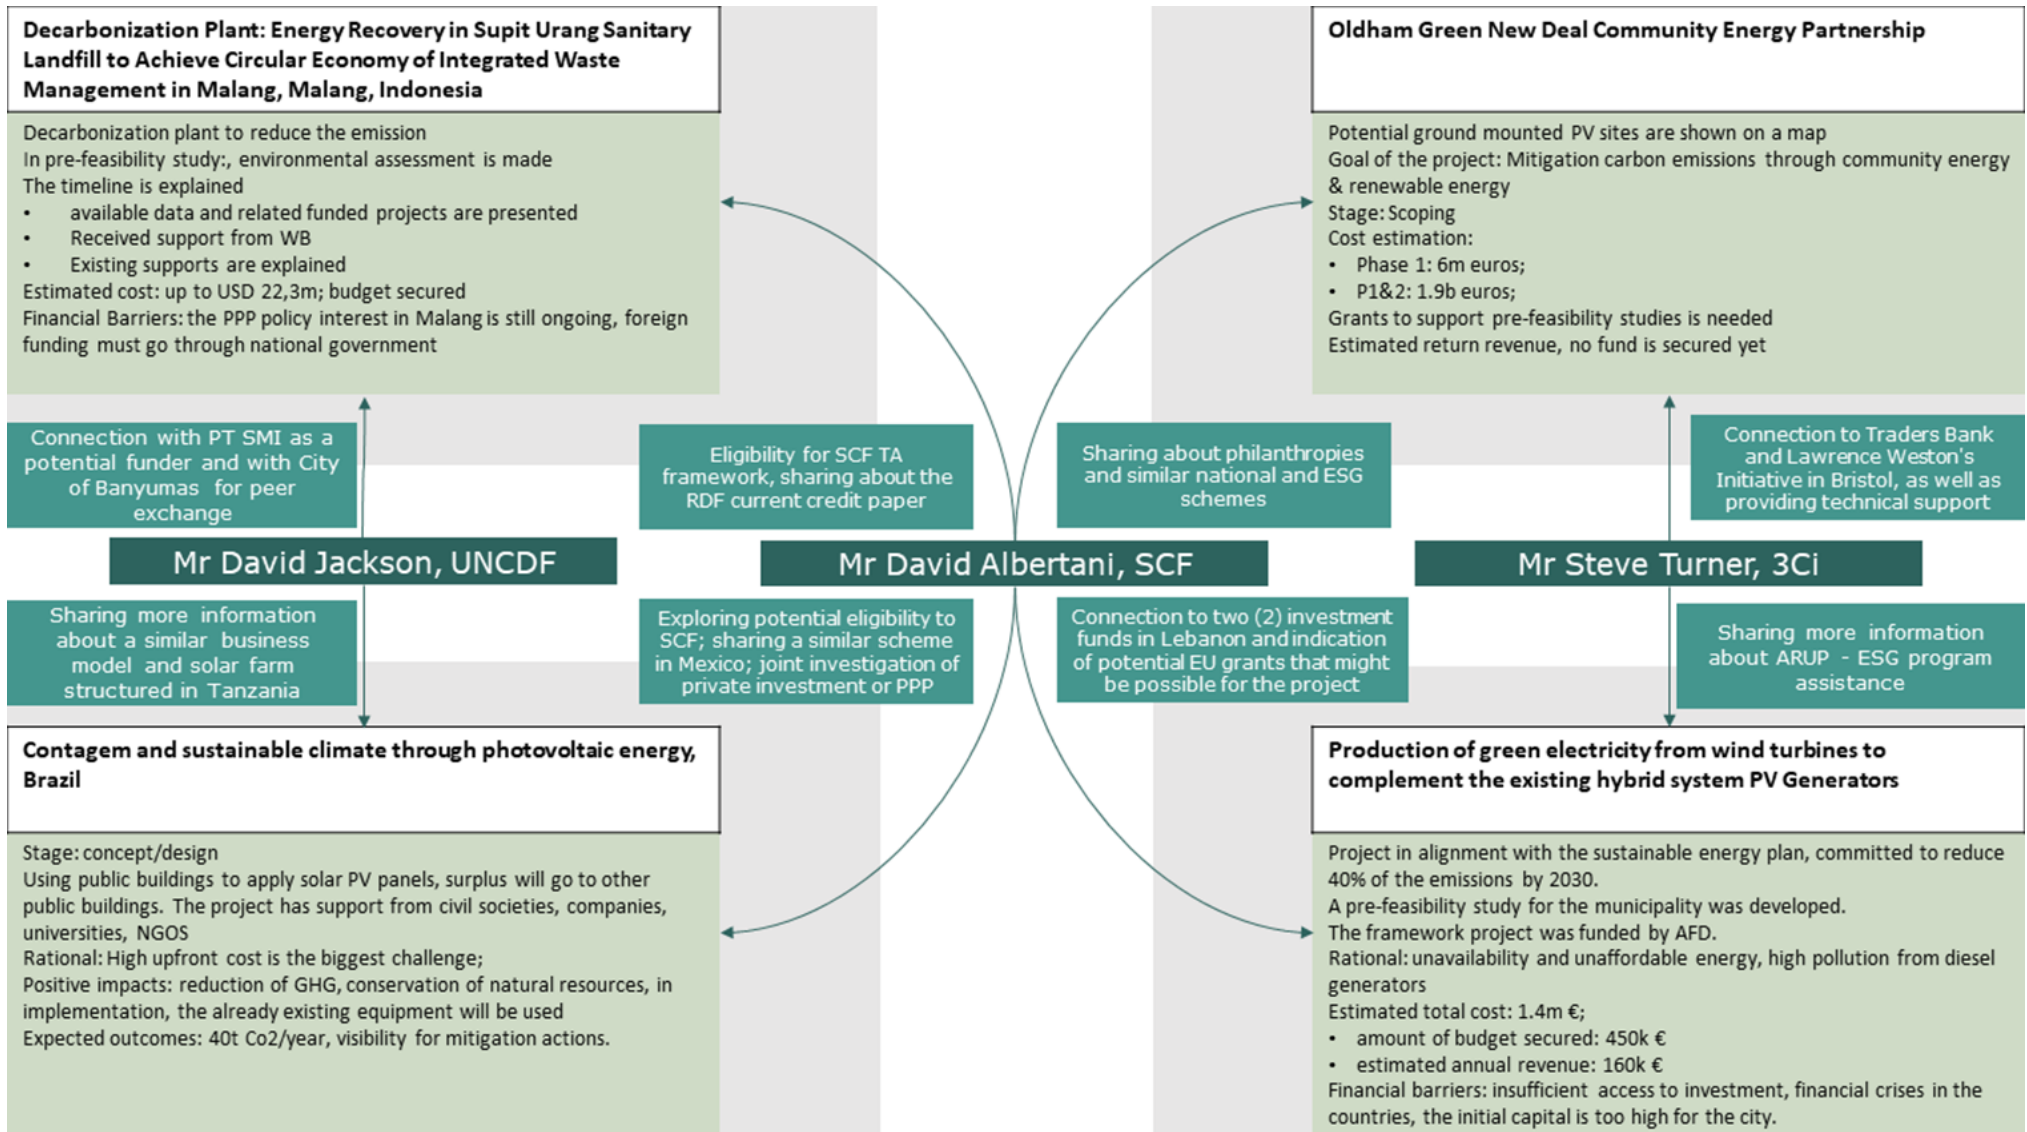 Decarbonization Plant: Energy Recovery in Supit Urang Sanitary
Landfill to Achieve Circular Economy of Integrated Waste
Management in Malang, Malang, Indonesia
Decarbonization plant to reduce the emission
In pre-feasibility study:, environmental assessment is made
The timeline is explained
• available data and related funded projects are presented
• Received support from WB
• Existing supports are explained
Estimated cost: up to USD 22,3m; budget secured
Financial Barriers: the PPP policy interest in Malang is still ongoing, foreign
funding must go through national government
Oldham Green New Deal Community Energy Partnership
Potential ground mounted PV sites are shown on a map
Goal of the project: Mitigation carbon emissions through community energy
& renewable energy
Stage: Scoping
Cost estimation:
• Phase 1: 6m euros;
• P1&2: 1.9b euros;
Grants to support pre-feasibility studies is needed
Estimated return revenue, no fund is secured yet
Connection with PT SMI as a
potential funder and with City
of Banyumas for peer
exchange
Eligibility for SCF TA
framework, sharing about the
RDF current credit paper
Sharing about philanthropies
and similar national and ESG
schemes
Connection to Traders Bank
and Lawrence Weston's
Initiative in Bristol, as well as
providing technical support
Mr David Jackson, UNCDF
Mr David Albertani, SCF
Mr Steve Turner, 3Ci
Sharing more information
about a similar business
model and solar farm
structured in Tanzania
Exploring potential eligibility to
SCF; sharing a similar scheme
in Mexico; joint investigation of
private investment or PPP
Connection to two (2) investment
funds in Lebanon and indication
of potential EU grants that might
be possible for the project
Sharing more information
about ARUP - ESG program
assistance
Contagem and sustainable climate through photovoltaic energy,
Brazil
Stage: concept/design
Using public buildings to apply solar PV panels, surplus will go to other
public buildings. The project has support from civil societies, companies,
universities, NGOS
Rational: High upfront cost is the biggest challenge;
Positive impacts: reduction of GHG, conservation of natural resources, in
implementation, the already existing equipment will be used
Expected outcomes: 40t Co2/year, visibility for mitigation actions.
Production of green electricity from wind turbines to
complement the existing hybrid system PV Generators
Project in alignment with the sustainable energy plan, committed to reduce
40% of the emissions by 2030.
A pre-feasibility study for the municipality was developed.
The framework project was funded by AFD.
Rational: unavailability and unaffordable energy, high pollution from diesel
generators
Estimated total cost: 1.4m €;
• amount of budget secured: 450k €
• estimated annual revenue: 160k €
Financial barriers: insufficient access to investment, financial crises in the
countries, the initial capital is too high for the city.